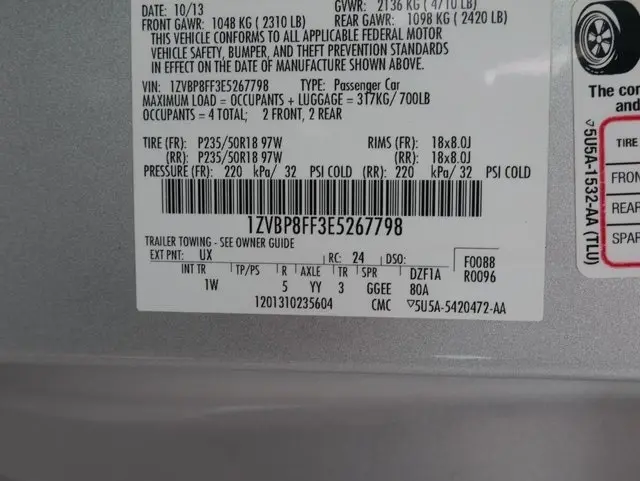 DATE: 10/13 GVWR: 2136 KG ( 4710 LB)
FRONT GAWR: 1048 KG ( 2310 LB) REAR GAWR: 1098 KG ( 2420 LB)
THIS VEHICLE CONFORMS TO ALL APPLICABLE FEDERAL MOTOR
VEHICLE SAFETY, BUMPER, AND THEFT PREVENTION STANDARDS
IN EFFECT ON THE DATE OF MANUFACTURE SHOWN ABOVE.
VIN: 1ZVBP8FF3E5267798 TYPE: Passenger Car
MAXIMUM LOAD = OCCUPANTS + LUGGAGE = 317KG/ 700LB
OCCUPANTS = 4 TOTAL; 2 FRONT, 2 REAR
TIRE (FR): P235/50R18 97W RIMS (FR): 18x8.0J
(RR): P235/50R18 97W (RR): 18x8.0J
PRESSURE (FR): 220 kPa/ 32 PSI COLD (RR): 220 kPa/ 32 PSI COLD
1ZVBP8FF3E5267798
TRAILER TOWING - SEE OWNER GUIDE
EXT PNT: UX RC: 24 DSO: F0088
R0096
INT TR TP/PS R AXLE TR SPR DZF1A
1W 5 YY 3 GGEE 80A
1201310235604 CMC ▽5U5A-5420472-AA
The con
and
▽5U5A-1532-AA (TLU)
TIRE
FRON
REAR
SPAR